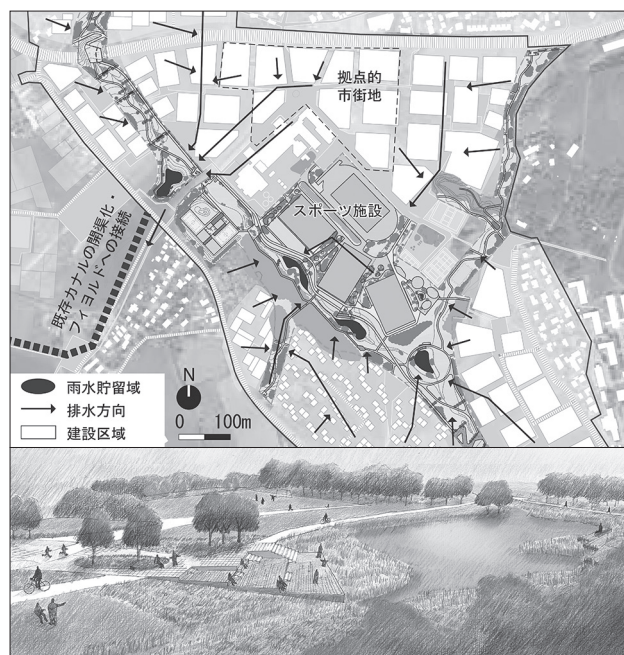 拠点的
市街地
スポーツ施設
既存カナルの開渠化・
フィヨルドへの接続
雨水貯留域
排水方向
建設区域
N
0 100m